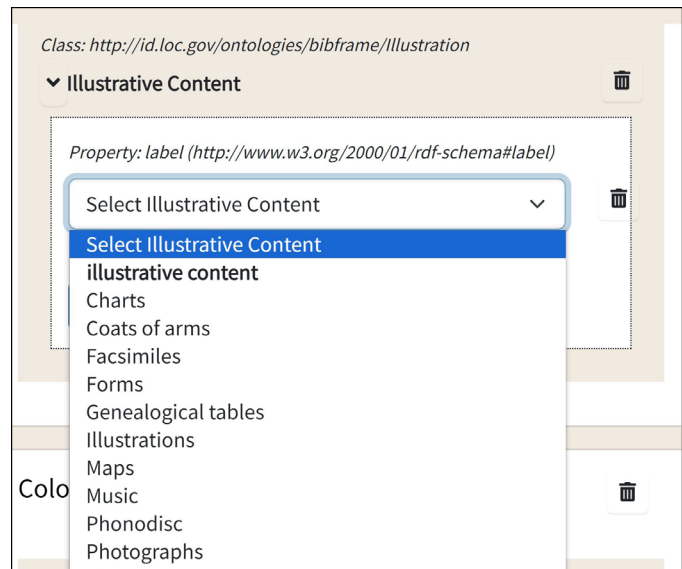 Class: http://id.loc.gov/ontologies/bibframe/Illustration
Illustrative Content
Property: label (http://www.w3.org/2000/01/rdf-schema#label)
Select Illustrative Content
Select Illustrative Content
illustrative content
Charts
Coats of arms
Facsimiles
Forms
Genealogical tables
Illustrations
Maps
Colo
Music
Phonodisc
Photographs